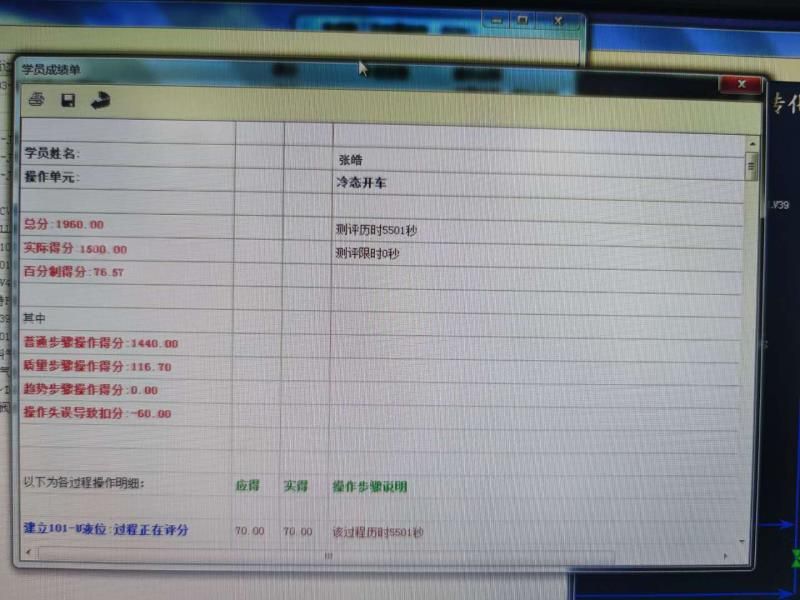 学员成绩单
学员姓名:
张皓
操作单元:
冷态开车
总分:1960.00
测评历时5501秒
实际得分:1500.00
测评限时0秒
百分制得分:76.57
其中
普通步骤操作得分:1440.00
质量步骤操作得分:116.70
趋势步骤操作得分:0.00
操作失误导致扣分:-60.00
以下为各过程操作明细:
应得
实得
操作步骤说明
建立101-U液位:过程正在评分
70.00
70.00
该过程历时5501秒
专化
V39